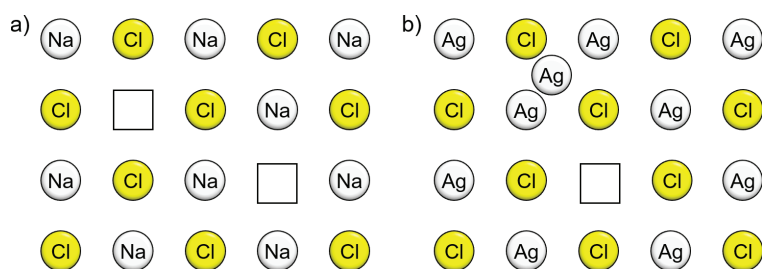 a) Na Cl Na Cl Na
Cl Cl Na Cl
Na Cl Na Na
Cl Na Cl Na Cl
b) Ag Cl Ag Cl Ag
Ag
Cl Ag Cl Ag Cl
Ag Cl Cl Ag
Cl Ag Cl Ag Cl